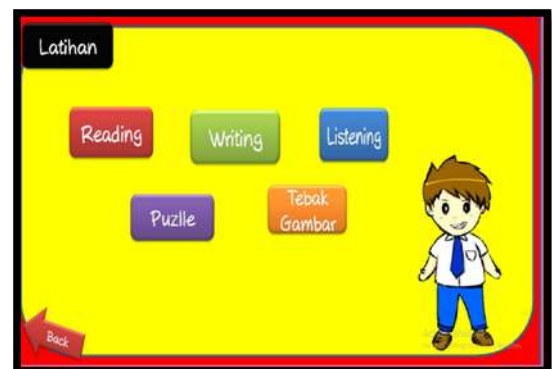 Latihan
Reading
Writing
Listening
Puzlle
Tebak
Gambar
Back